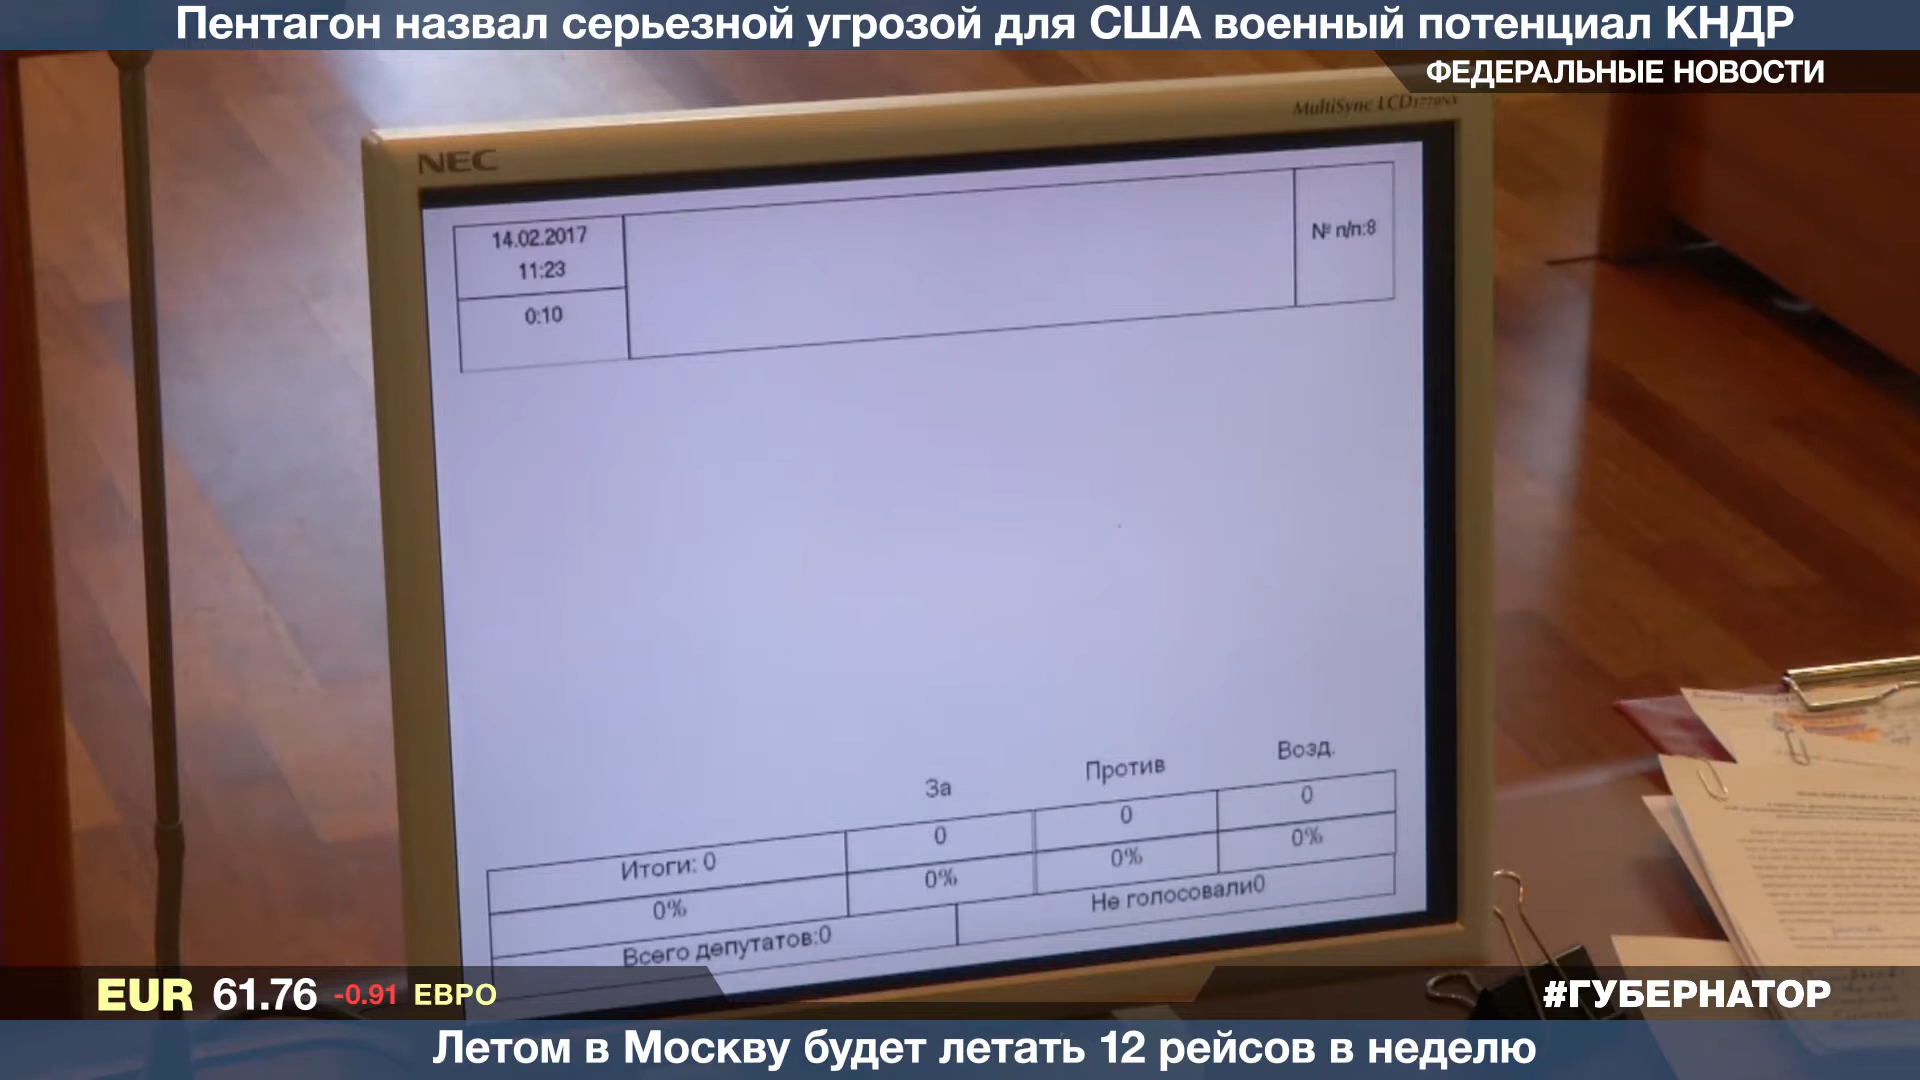 Пентагон назвал серьезной угрозой для США военный потенциал КНДР
ФЕДЕРАЛЬНЫЕ НОВОСТИ
MultiSync LCD1770NX
NEC
14.02.2017
11:23
0:10
№ п/п:8
За Против Возд.
Итоги: 0 0 0 0
0% 0% 0% 0%
Всего депутатов:0 Не голосовали0
EUR 61.76 -0.91 ЕВРО
#ГУБЕРНАТОР
Летом в Москву будет летать 12 рейсов в неделю